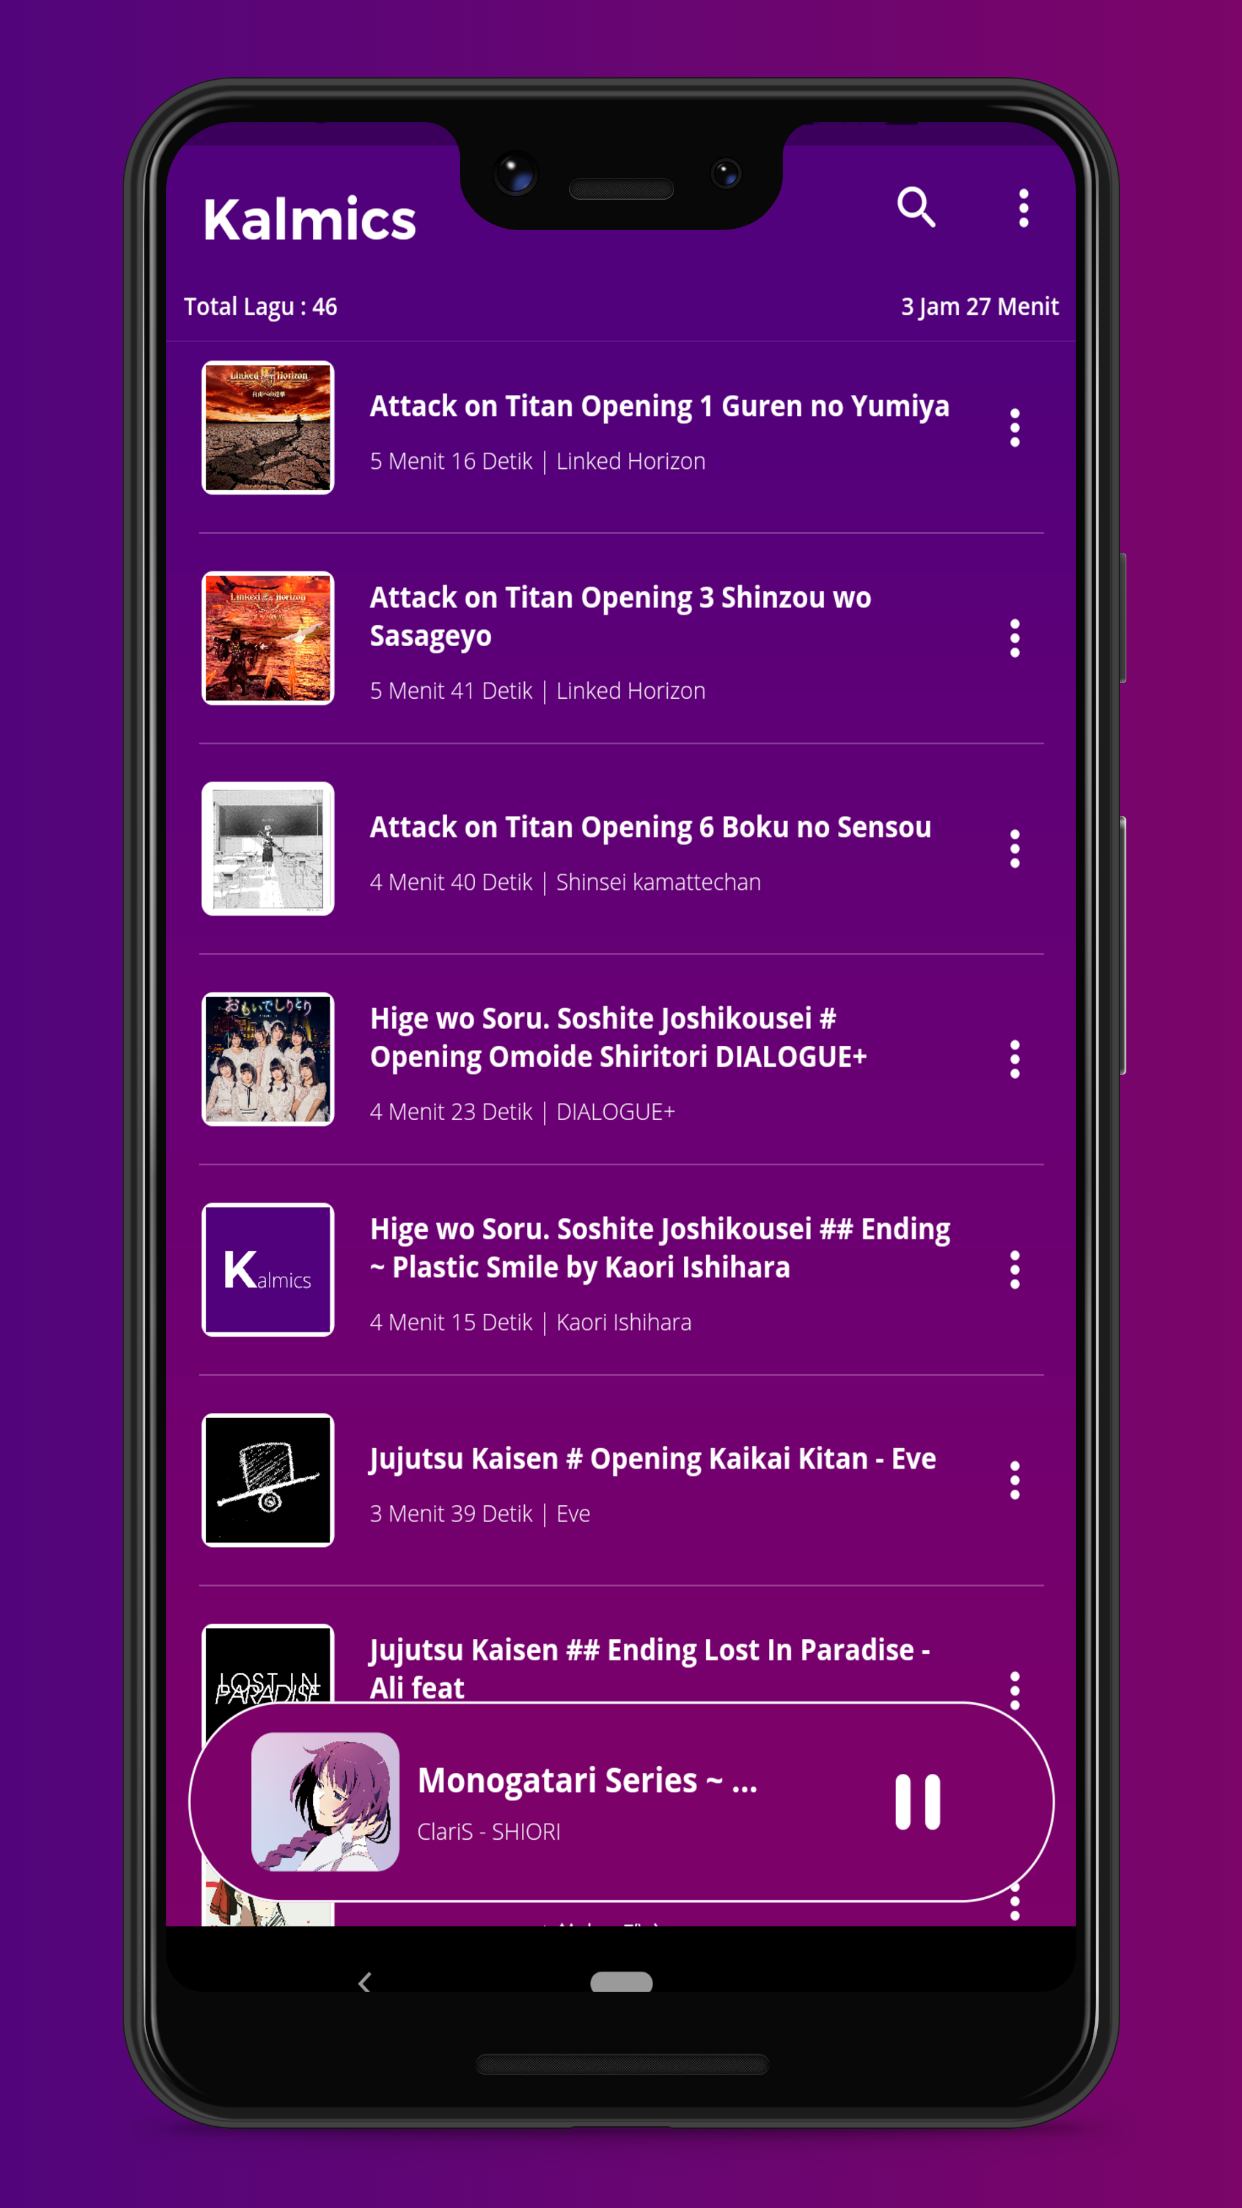 Kalmics
Total Lagu : 46
3 Jam 27 Menit
Linked Horizon
自由への進撃
Attack on Titan Opening 1 Guren no Yumiya
5 Menit 16 Detik | Linked Horizon
Linked Horizon
Attack on Titan Opening 3 Shinzou wo
Sasageyo
5 Menit 41 Detik | Linked Horizon
Attack on Titan Opening 6 Boku no Sensou
4 Menit 40 Detik | Shinsei kamattechan
おもいでしりとり
Hige wo Soru. Soshite Joshikousei #
Opening Omoide Shiritori DIALOGUE+
4 Menit 23 Detik | DIALOGUE+
Kalmics
Hige wo Soru. Soshite Joshikousei ## Ending
~ Plastic Smile by Kaori Ishihara
4 Menit 15 Detik | Kaori Ishihara
Jujutsu Kaisen # Opening Kaikai Kitan - Eve
3 Menit 39 Detik | Eve
LOST IN
PARADISE
Jujutsu Kaisen ## Ending Lost In Paradise -
Ali feat
Monogatari Series ~ ...
ClariS - SHIORI